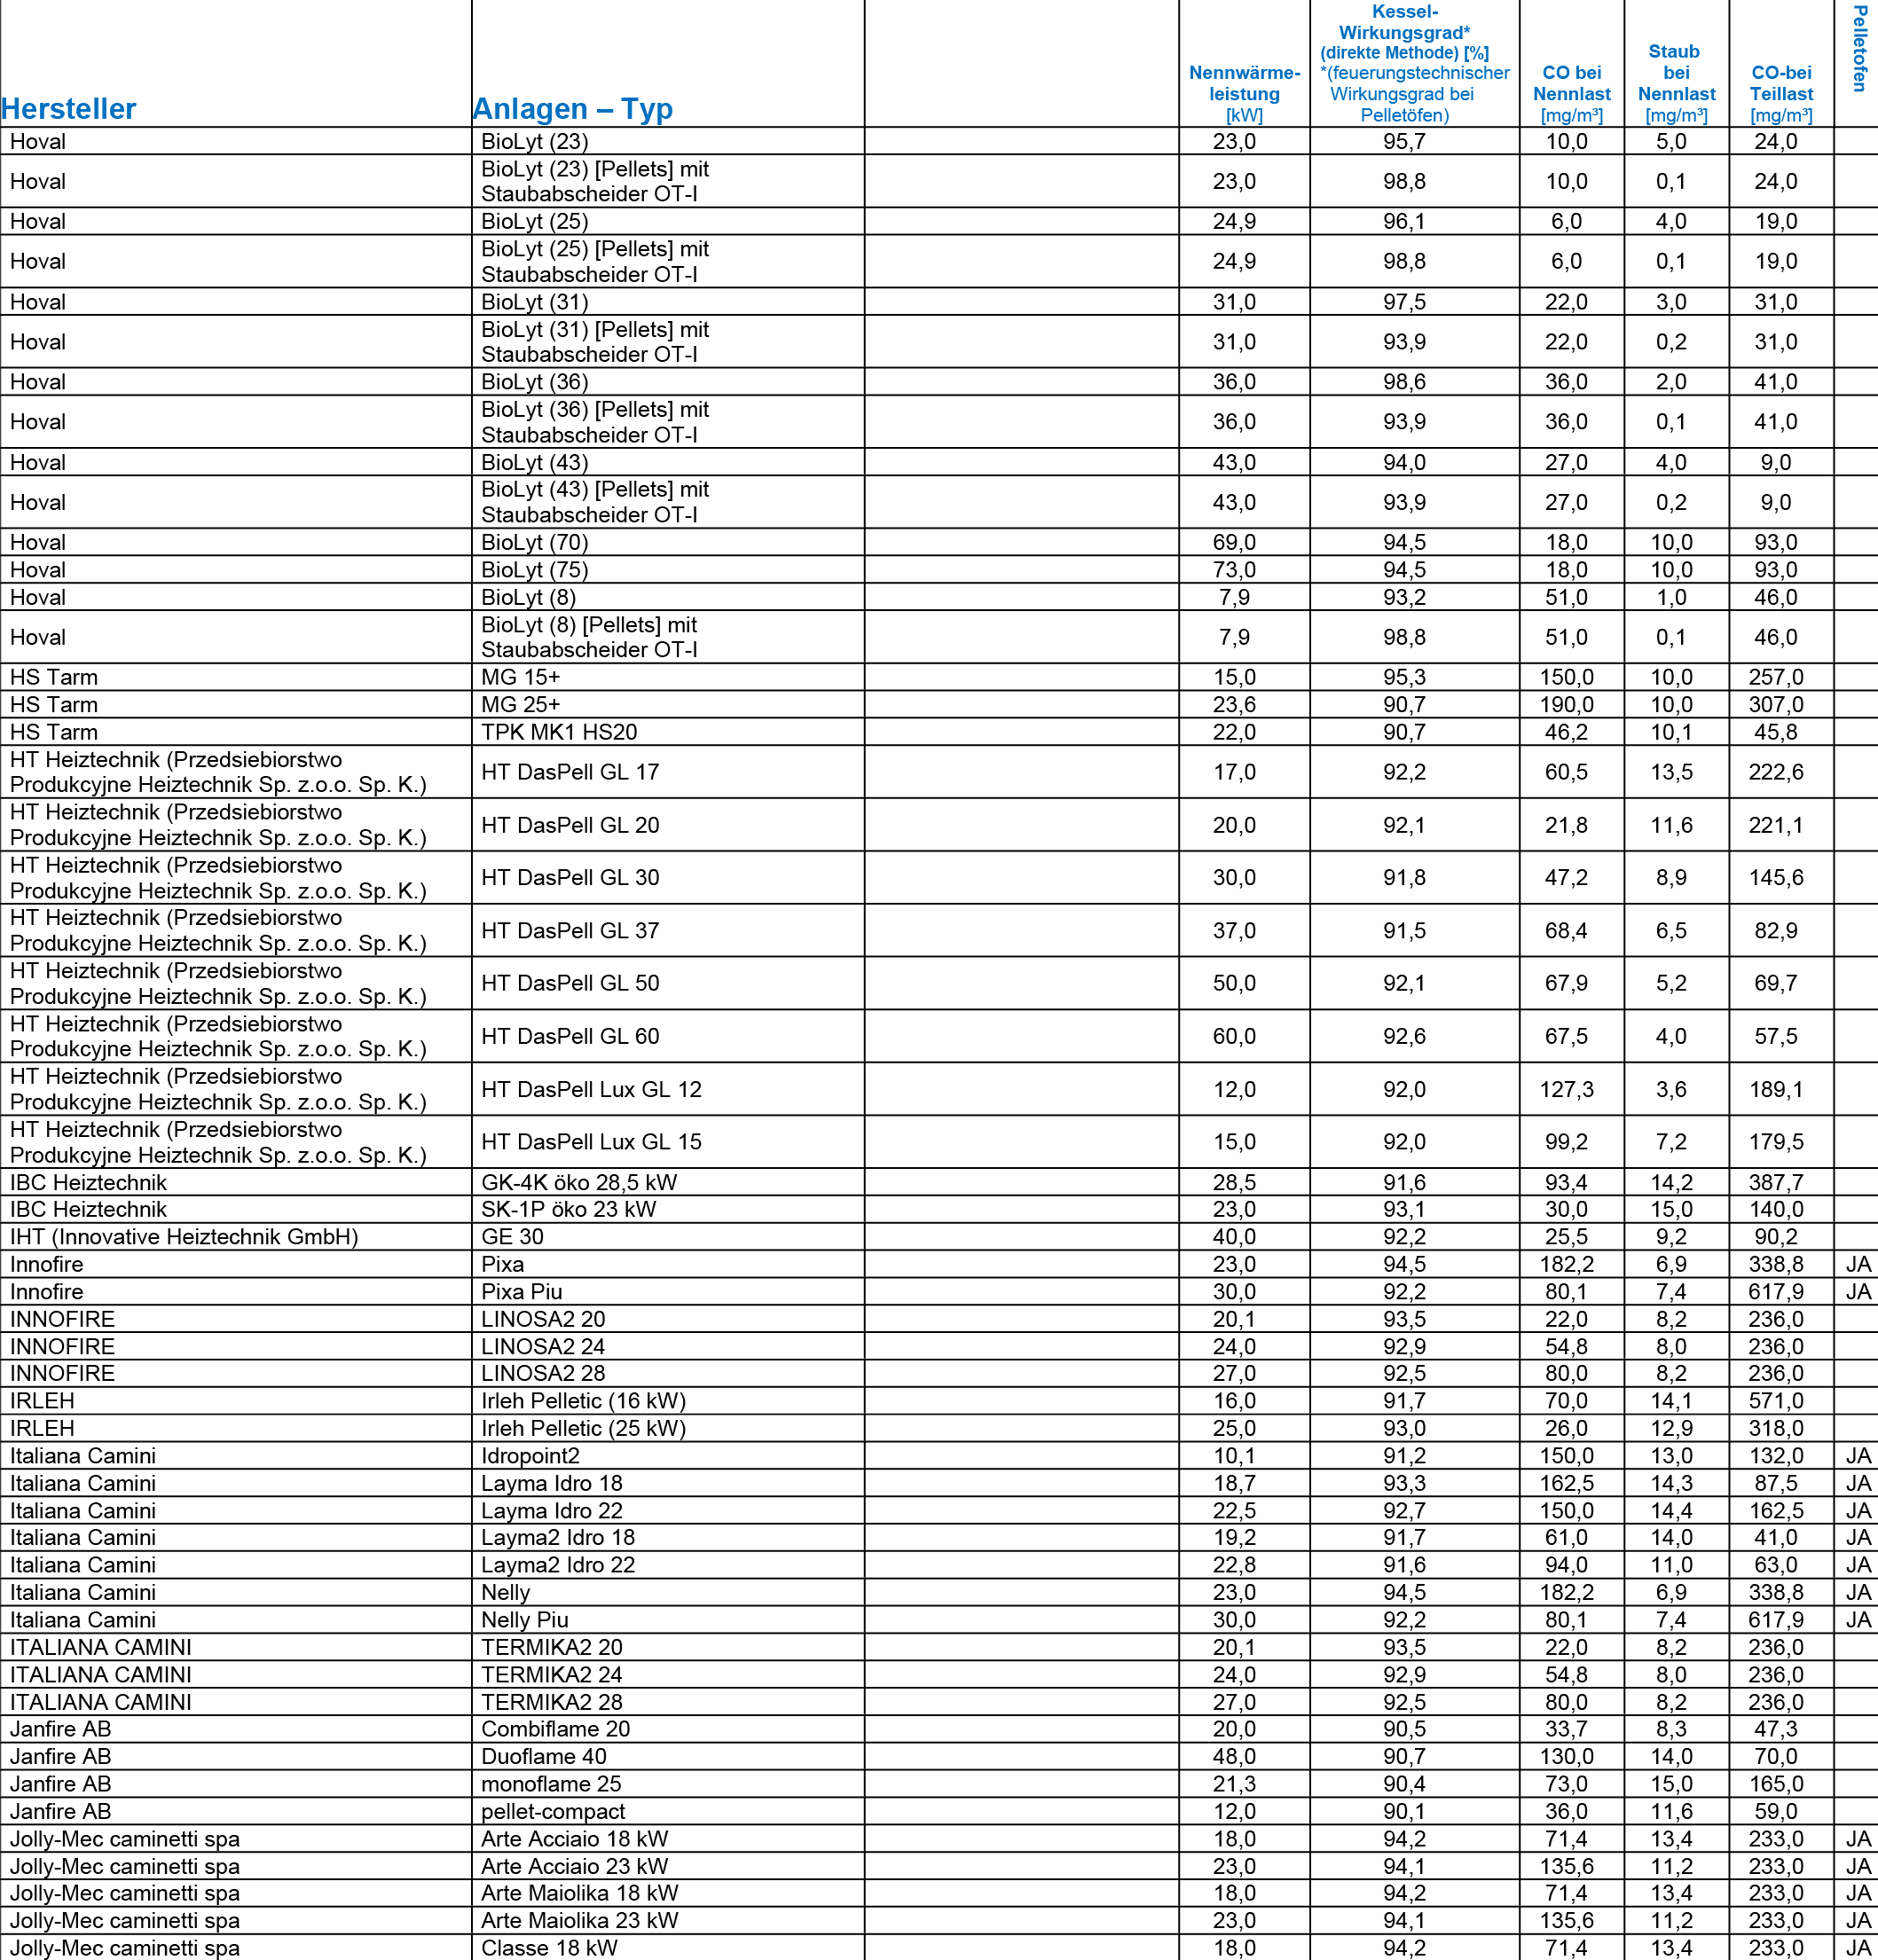 Hersteller Anlagen – Typ Nennwärme-leistung [kW] Kessel-Wirkungsgrad* (direkte Methode) [%] *(feuerungstechnischer Wirkungsgrad bei Pelletöfen) CO bei Nennlast [mg/m³] Staub bei Nennlast [mg/m³] CO-bei Teillast [mg/m³] Pelletofen
Hoval BioLyt (23) 23,0 95,7 10,0 5,0 24,0
Hoval BioLyt (23) [Pellets] mit Staubabscheider OT-I 23,0 98,8 10,0 0,1 24,0
Hoval BioLyt (25) 24,9 96,1 6,0 4,0 19,0
Hoval BioLyt (25) [Pellets] mit Staubabscheider OT-I 24,9 98,8 6,0 0,1 19,0
Hoval BioLyt (31) 31,0 97,5 22,0 3,0 31,0
Hoval BioLyt (31) [Pellets] mit Staubabscheider OT-I 31,0 93,9 22,0 0,2 31,0
Hoval BioLyt (36) 36,0 98,6 36,0 2,0 41,0
Hoval BioLyt (36) [Pellets] mit Staubabscheider OT-I 36,0 93,9 36,0 0,1 41,0
Hoval BioLyt (43) 43,0 94,0 27,0 4,0 9,0
Hoval BioLyt (43) [Pellets] mit Staubabscheider OT-I 43,0 93,9 27,0 0,2 9,0
Hoval BioLyt (70) 69,0 94,5 18,0 10,0 93,0
Hoval BioLyt (75) 73,0 94,5 18,0 10,0 93,0
Hoval BioLyt (8) 7,9 93,2 51,0 1,0 46,0
Hoval BioLyt (8) [Pellets] mit Staubabscheider OT-I 7,9 98,8 51,0 0,1 46,0
HS Tarm MG 15+ 15,0 95,3 150,0 10,0 257,0
HS Tarm MG 25+ 23,6 90,7 190,0 10,0 307,0
HS Tarm TPK MK1 HS20 22,0 90,7 46,2 10,1 45,8
HT Heiztechnik (Przedsiebiorstwo Produkcyjne Heiztechnik Sp. z.o.o. Sp. K.) HT DasPell GL 17 17,0 92,2 60,5 13,5 222,6
HT Heiztechnik (Przedsiebiorstwo Produkcyjne Heiztechnik Sp. z.o.o. Sp. K.) HT DasPell GL 20 20,0 92,1 21,8 11,6 221,1
HT Heiztechnik (Przedsiebiorstwo Produkcyjne Heiztechnik Sp. z.o.o. Sp. K.) HT DasPell GL 30 30,0 91,8 47,2 8,9 145,6
HT Heiztechnik (Przedsiebiorstwo Produkcyjne Heiztechnik Sp. z.o.o. Sp. K.) HT DasPell GL 37 37,0 91,5 68,4 6,5 82,9
HT Heiztechnik (Przedsiebiorstwo Produkcyjne Heiztechnik Sp. z.o.o. Sp. K.) HT DasPell GL 50 50,0 92,1 67,9 5,2 69,7
HT Heiztechnik (Przedsiebiorstwo Produkcyjne Heiztechnik Sp. z.o.o. Sp. K.) HT DasPell GL 60 60,0 92,6 67,5 4,0 57,5
HT Heiztechnik (Przedsiebiorstwo Produkcyjne Heiztechnik Sp. z.o.o. Sp. K.) HT DasPell Lux GL 12 12,0 92,0 127,3 3,6 189,1
HT Heiztechnik (Przedsiebiorstwo Produkcyjne Heiztechnik Sp. z.o.o. Sp. K.) HT DasPell Lux GL 15 15,0 92,0 99,2 7,2 179,5
IBC Heiztechnik GK-4K öko 28,5 kW 28,5 91,6 93,4 14,2 387,7
IBC Heiztechnik SK-1P öko 23 kW 23,0 93,1 30,0 15,0 140,0
IHT (Innovative Heiztechnik GmbH) GE 30 40,0 92,2 25,5 9,2 90,2
Innofire Pixa 23,0 94,5 182,2 6,9 338,8 JA
Innofire Pixa Piu 30,0 92,2 80,1 7,4 617,9 JA
INNOFIRE LINOSA2 20 20,1 93,5 22,0 8,2 236,0
INNOFIRE LINOSA2 24 24,0 92,9 54,8 8,0 236,0
INNOFIRE LINOSA2 28 27,0 92,5 80,0 8,2 236,0
IRLEH Irleh Pelletic (16 kW) 16,0 91,7 70,0 14,1 571,0
IRLEH Irleh Pelletic (25 kW) 25,0 93,0 26,0 12,9 318,0
Italiana Camini Idropoint2 10,1 91,2 150,0 13,0 132,0 JA
Italiana Camini Layma Idro 18 18,7 93,3 162,5 14,3 87,5 JA
Italiana Camini Layma Idro 22 22,5 92,7 150,0 14,4 162,5 JA
Italiana Camini Layma2 Idro 18 19,2 91,7 61,0 14,0 41,0 JA
Italiana Camini Layma2 Idro 22 22,8 91,6 94,0 11,0 63,0 JA
Italiana Camini Nelly 23,0 94,5 182,2 6,9 338,8 JA
Italiana Camini Nelly Piu 30,0 92,2 80,1 7,4 617,9 JA
ITALIANA CAMINI TERMIKA2 20 20,1 93,5 22,0 8,2 236,0
ITALIANA CAMINI TERMIKA2 24 24,0 92,9 54,8 8,0 236,0
ITALIANA CAMINI TERMIKA2 28 27,0 92,5 80,0 8,2 236,0
Janfire AB Combiflame 20 20,0 90,5 33,7 8,3 47,3
Janfire AB Duoflame 40 48,0 90,7 130,0 14,0 70,0
Janfire AB monoflame 25 21,3 90,4 73,0 15,0 165,0
Janfire AB pellet-compact 12,0 90,1 36,0 11,6 59,0
Jolly-Mec caminetti spa Arte Acciaio 18 kW 18,0 94,2 71,4 13,4 233,0 JA
Jolly-Mec caminetti spa Arte Acciaio 23 kW 23,0 94,1 135,6 11,2 233,0 JA
Jolly-Mec caminetti spa Arte Maiolika 18 kW 18,0 94,2 71,4 13,4 233,0 JA
Jolly-Mec caminetti spa Arte Maiolika 23 kW 23,0 94,1 135,6 11,2 233,0 JA
Jolly-Mec caminetti spa Classe 18 kW 18,0 94,2 71,4 13,4 233,0 JA